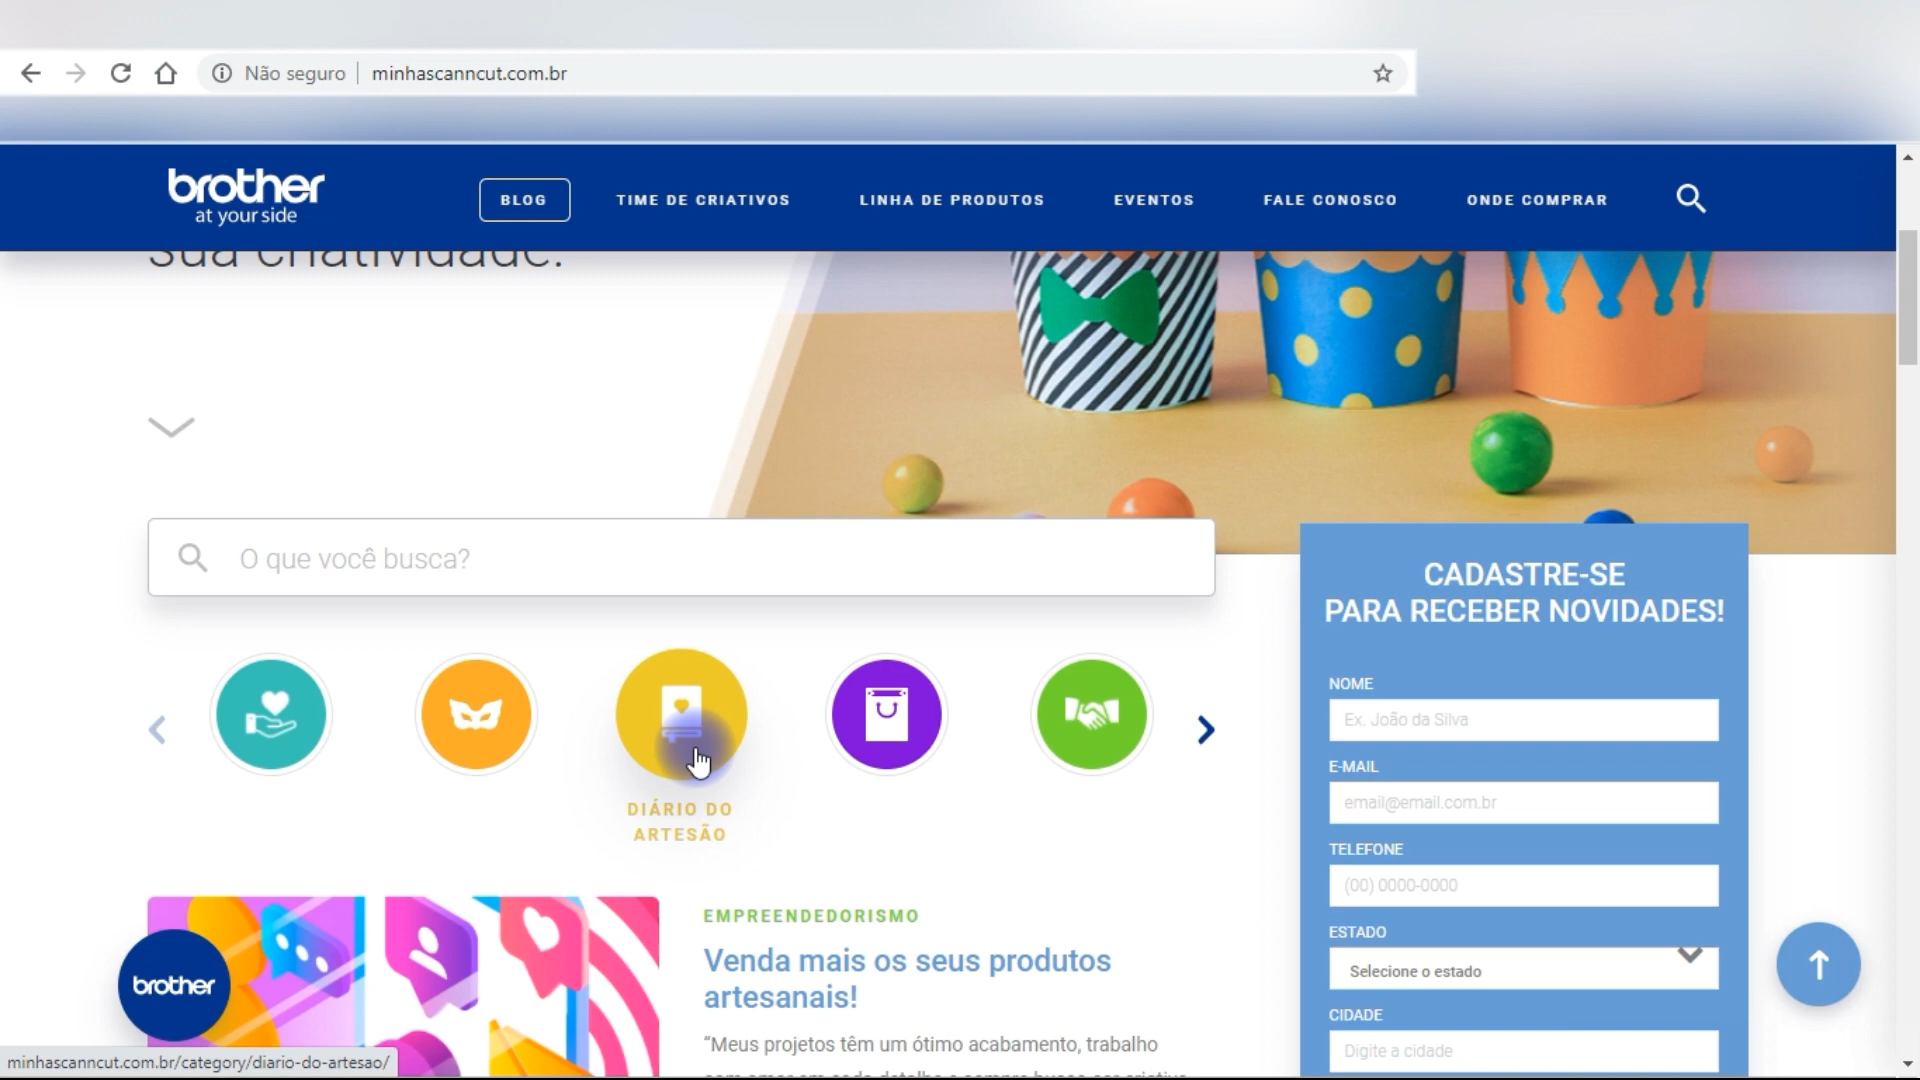 Não seguro
minhascanncut.com.br
brother
at your side
BLOG
TIME DE CRIATIVOS
LINHA DE PRODUTOS
EVENTOS
FALE CONOSCO
ONDE COMPRAR
Sua criatividade.
O que você busca?
DIÁRIO DO
ARTESÃO
EMPREENDEDORISMO
Venda mais os seus produtos
artesanais!
“Meus projetos têm um ótimo acabamento, trabalho
CADASTRE-SE
PARA RECEBER NOVIDADES!
NOME
Ex. João da Silva
E-MAIL
email@email.com.br
TELEFONE
(00) 0000-0000
ESTADO
Selecione o estado
CIDADE
Digite a cidade
brother
minhascanncut.com.br/category/diario-do-artesao/